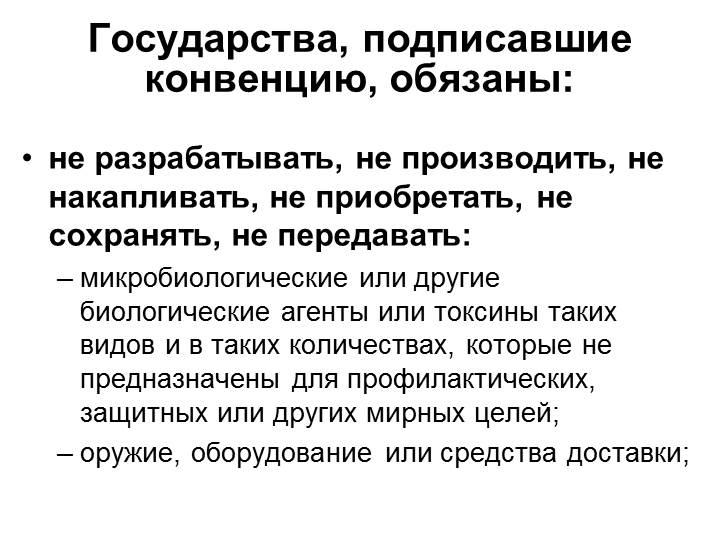 Государства, подписавшие
конвенцию, обязаны:
• не разрабатывать, не производить, не
накапливать, не приобретать, не
сохранять, не передавать:
– микробиологические или другие
биологические агенты или токсины таких
видов и в таких количествах, которые не
предназначены для профилактических,
защитных или других мирных целей;
– оружие, оборудование или средства доставки;